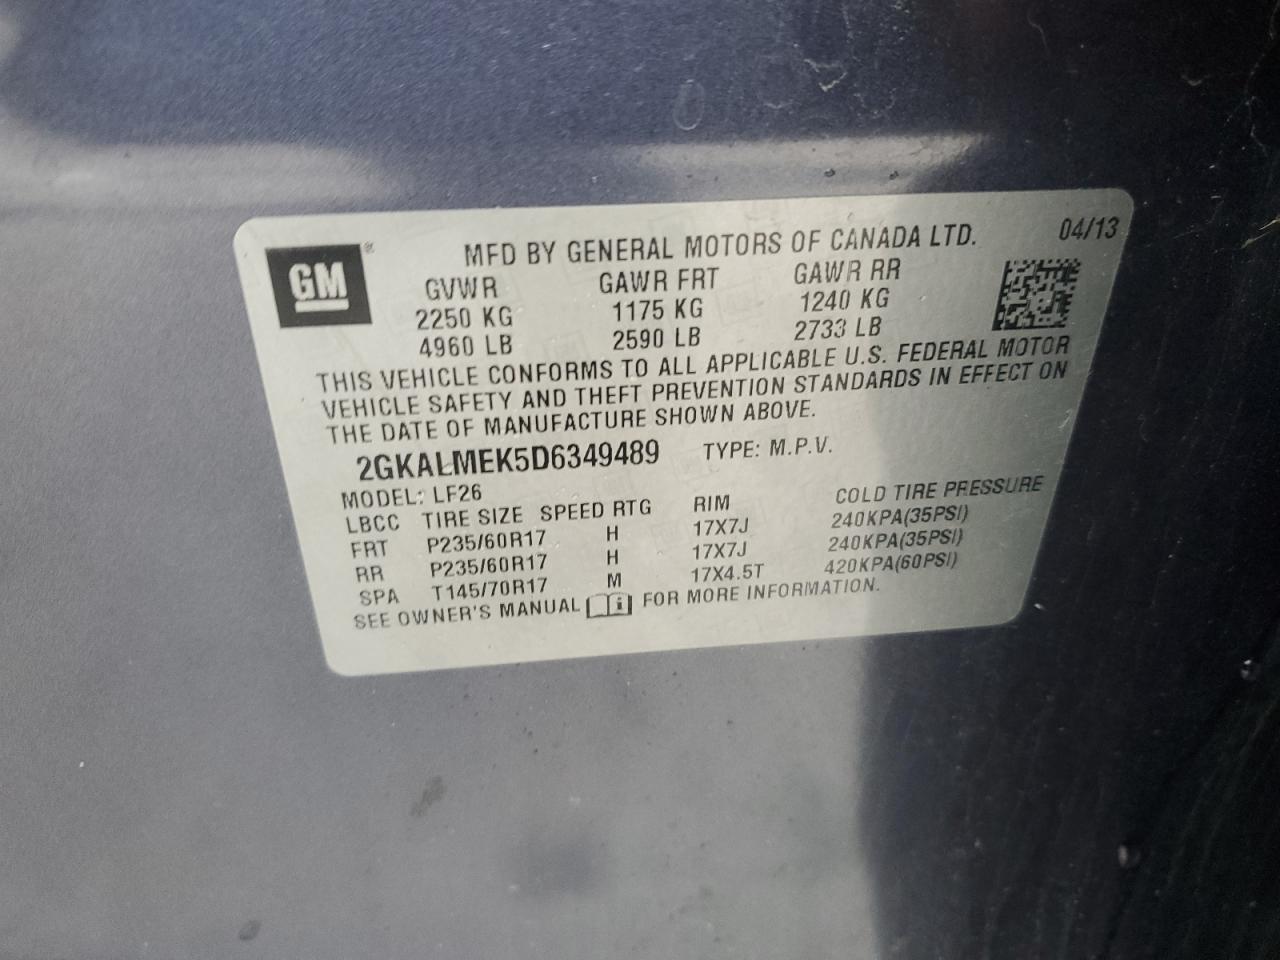 GM®
MFD BY GENERAL MOTORS OF CANADA LTD. 04/13
GVWR GAWR FRT GAWR RR
2250 KG 1175 KG 1240 KG
4960 LB 2590 LB 2733 LB
THIS VEHICLE CONFORMS TO ALL APPLICABLE U.S. FEDERAL MOTOR
VEHICLE SAFETY AND THEFT PREVENTION STANDARDS IN EFFECT ON
THE DATE OF MANUFACTURE SHOWN ABOVE.
2GKALMEK5D6349489 TYPE: M.P.V.
MODEL: LF26
LBCC TIRE SIZE SPEED RTG RIM COLD TIRE PRESSURE
FRT P235/60R17 H 17X7J 240KPA(35PSI)
RR P235/60R17 H 17X7J 240KPA(35PSI)
SPA T145/70R17 M 17X4.5T 420KPA(60PSI)
SEE OWNER'S MANUAL i FOR MORE INFORMATION.